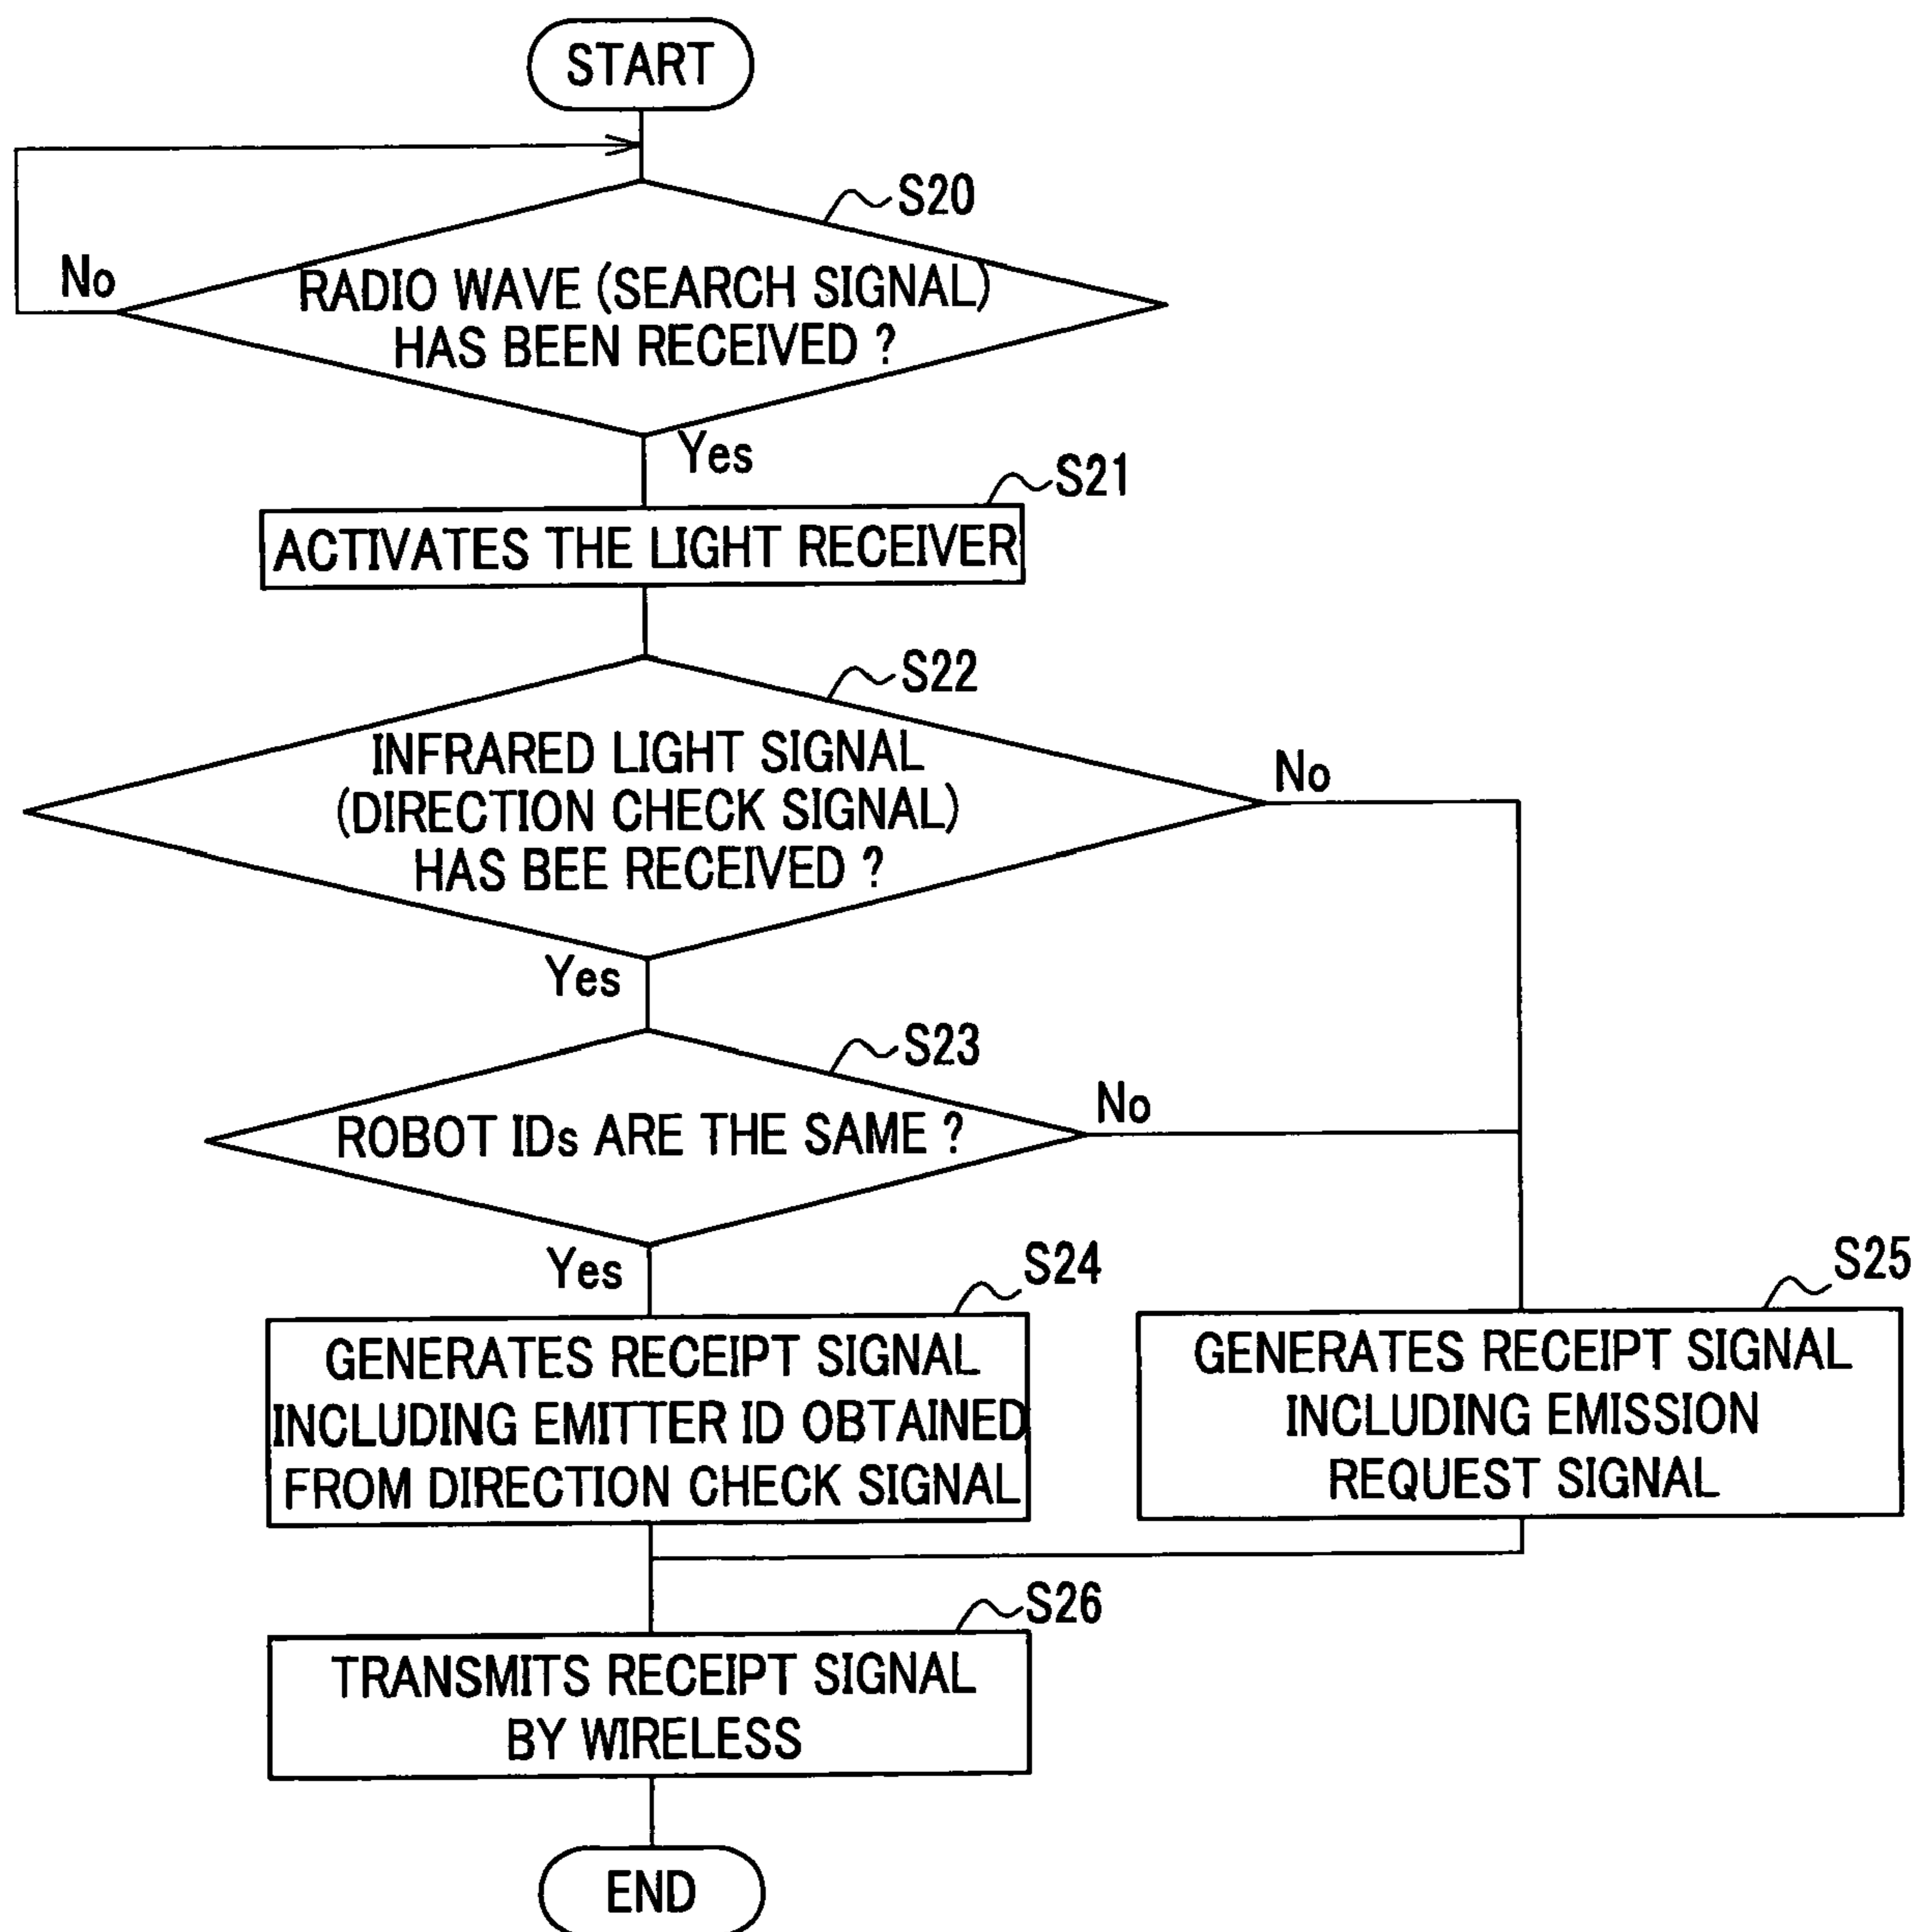 START
S20
No
RADIO WAVE (SEARCH SIGNAL)
HAS BEEN RECEIVED ?
Yes
S21
ACTIVATES THE LIGHT RECEIVER
S22
INFRARED LIGHT SIGNAL
(DIRECTION CHECK SIGNAL)
HAS BEE RECEIVED ?
No
Yes
S23
ROBOT IDs ARE THE SAME ?
No
Yes
S24
GENERATES RECEIPT SIGNAL
INCLUDING EMITTER ID OBTAINED
FROM DIRECTION CHECK SIGNAL
S25
GENERATES RECEIPT SIGNAL
INCLUDING EMISSION
REQUEST SIGNAL
S26
TRANSMITS RECEIPT SIGNAL
BY WIRELESS
END